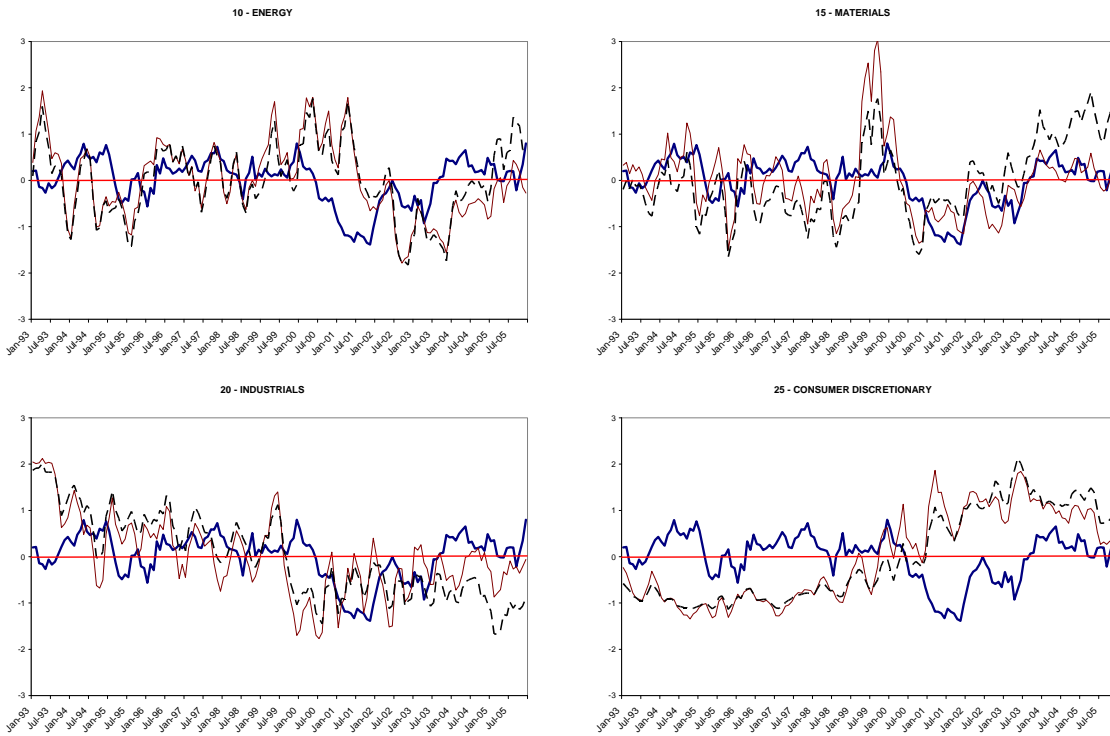 10 - ENERGY
3
2
1
0
-1
-2
-3
Jan-93
Jul-93
Jan-94
Jul-94
Jan-95
Jul-95
Jan-96
Jul-96
Jan-97
Jul-97
Jan-98
Jul-98
Jan-99
Jul-99
Jan-00
Jul-00
Jan-01
Jul-01
Jan-02
Jul-02
Jan-03
Jul-03
Jan-04
Jul-04
Jan-05
Jul-05
15 - MATERIALS
3
2
1
0
-1
-2
-3
Jan-93
Jul-93
Jan-94
Jul-94
Jan-95
Jul-95
Jan-96
Jul-96
Jan-97
Jul-97
Jan-98
Jul-98
Jan-99
Jul-99
Jan-00
Jul-00
Jan-01
Jul-01
Jan-02
Jul-02
Jan-03
Jul-03
Jan-04
Jul-04
Jan-05
Jul-05
20 - INDUSTRIALS
3
2
1
0
-1
-2
-3
Jan-93
Jul-93
Jan-94
Jul-94
Jan-95
Jul-95
Jan-96
Jul-96
Jan-97
Jul-97
Jan-98
Jul-98
Jan-99
Jul-99
Jan-00
Jul-00
Jan-01
Jul-01
Jan-02
Jul-02
Jan-03
Jul-03
Jan-04
Jul-04
Jan-05
Jul-05
25 - CONSUMER DISCRETIONARY
3
2
1
0
-1
-2
-3
Jan-93
Jul-93
Jan-94
Jul-94
Jan-95
Jul-95
Jan-96
Jul-96
Jan-97
Jul-97
Jan-98
Jul-98
Jan-99
Jul-99
Jan-00
Jul-00
Jan-01
Jul-01
Jan-02
Jul-02
Jan-03
Jul-03
Jan-04
Jul-04
Jan-05
Jul-05